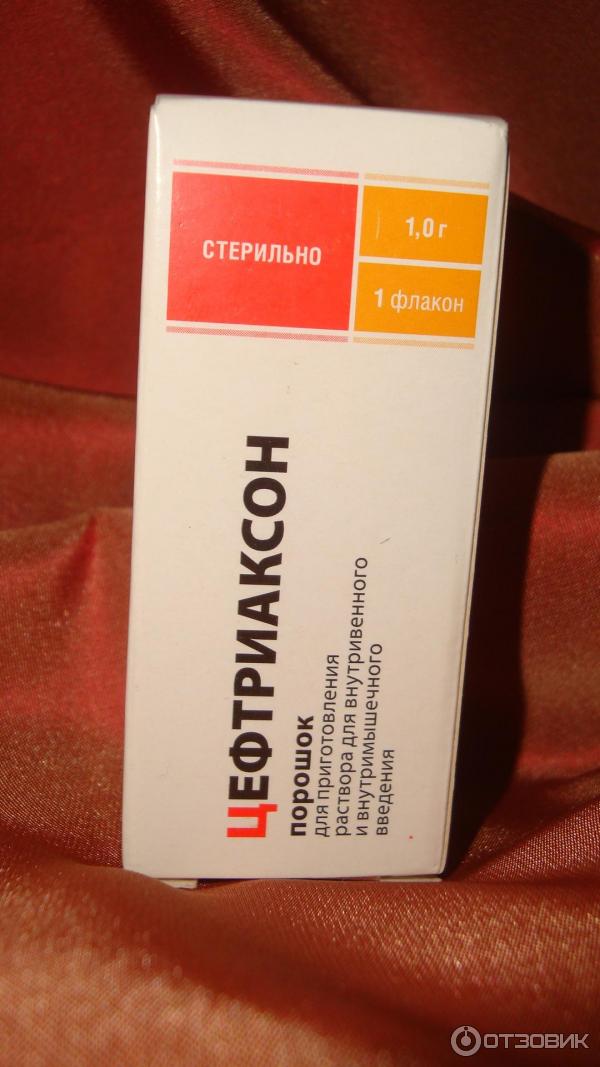 СТЕРИЛЬНО
1,0 г
1 флакон
ЦЕФТРИАКСОН
порошок
для приготовления
раствора для внутривенного
и внутримышечного
введения
ОТЗОВИК